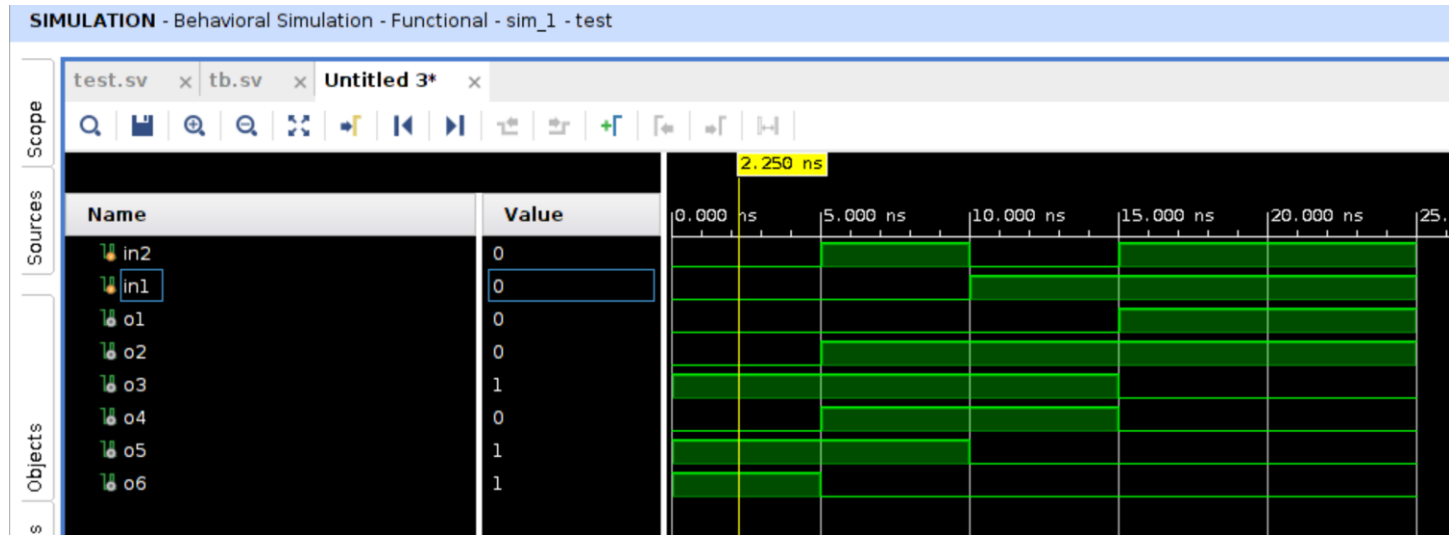 SIMULATION - Behavioral Simulation - Functional - sim_1 - test
test.sv × tb.sv × Untitled 3* ×
Scope
Sources
Objects
s
2.250 ns
Name Value
0.000 ns 5.000 ns 10.000 ns 15.000 ns 20.000 ns 25.
in2 0
in1 0
o1 0
o2 0
o3 1
o4 0
o5 1
o6 1